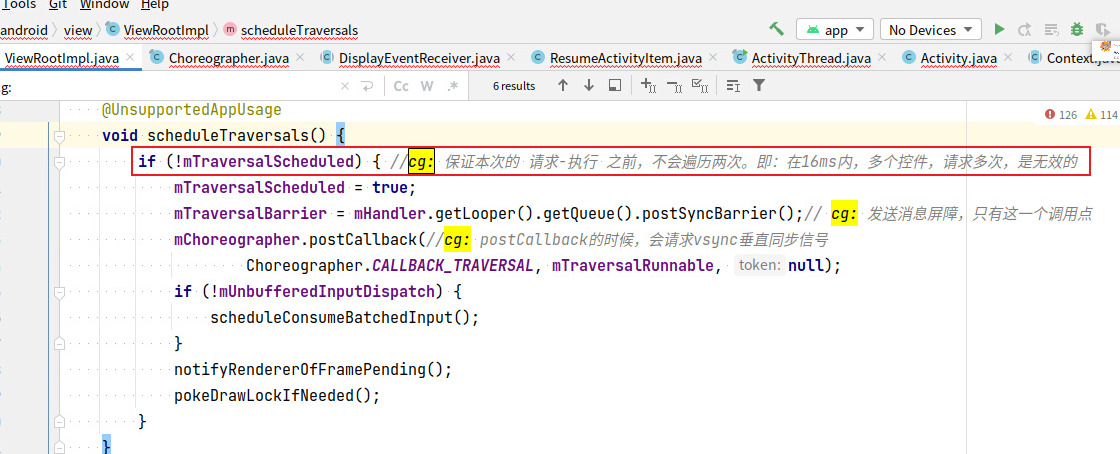 Tools Git Window Help
android view ViewRootImpl scheduleTraversals app No Devices
ViewRootImpl.java Choreographer.java DisplayEventReceiver.java ResumeActivityItem.java ActivityThread.java Activity.java
g: Cc W .* 6 results
@UnsupportedAppUsage 126 114
void scheduleTraversals() {
if (!mTraversalScheduled) { //cg: 保证本次的 请求-执行 之前，不会遍历两次。即：在16ms内，多个控件，请求多次，是无效的
mTraversalScheduled = true;
mTraversalBarrier = mHandler.getLooper().getQueue().postSyncBarrier();// cg: 发送消息屏障，只有这一个调用点
mChoreographer.postCallback(//cg: postCallback的时候，会请求vsync垂直同步信号
Choreographer.CALLBACK_TRAVERSAL, mTraversalRunnable, token: null);
if (!mUnbufferedInputDispatch) {
scheduleConsumeBatchedInput();
}
notifyRendererOfFramePending();
pokeDrawLockIfNeeded();
}
}